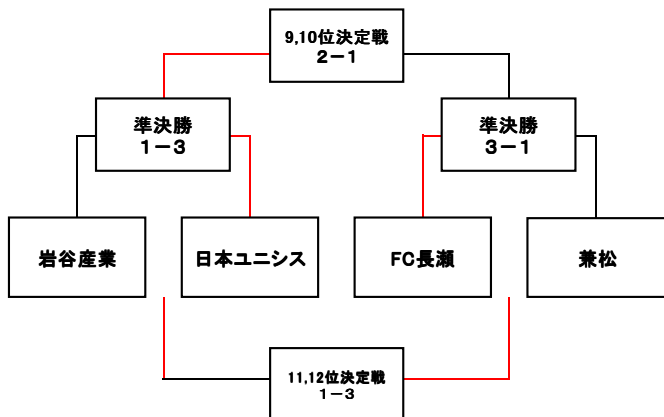 9,10位決定戦
2－1
準決勝
1－3
準決勝
3－1
岩谷産業
日本ユニシス
FC長瀬
兼松
11,12位決定戦
1－3